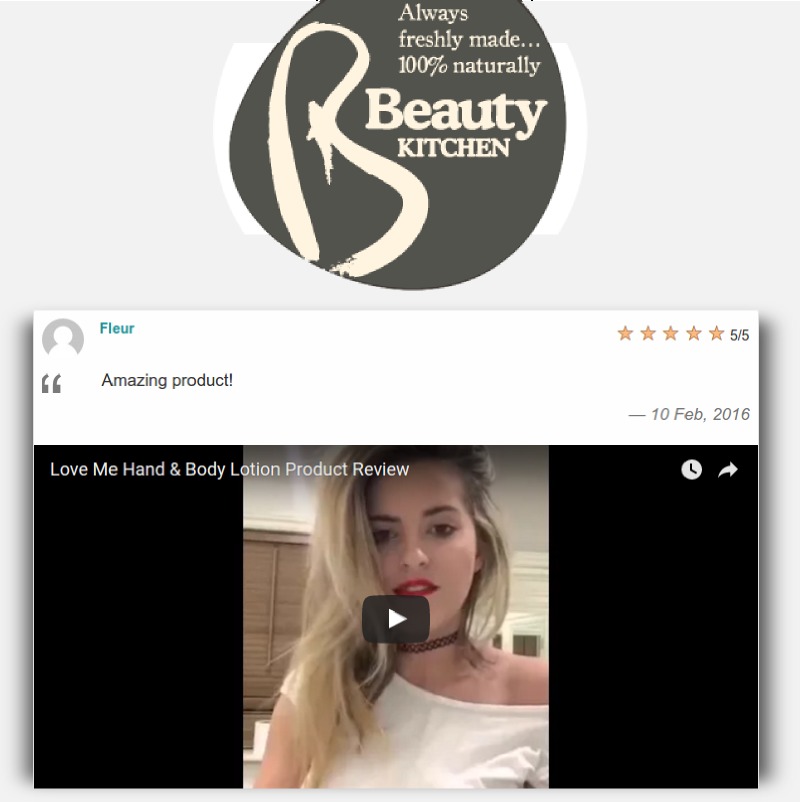 Always
freshly made...
100% naturally
Beauty
KITCHEN
Fleur
5/5
“
Amazing product!
— 10 Feb, 2016
Love Me Hand & Body Lotion Product Review